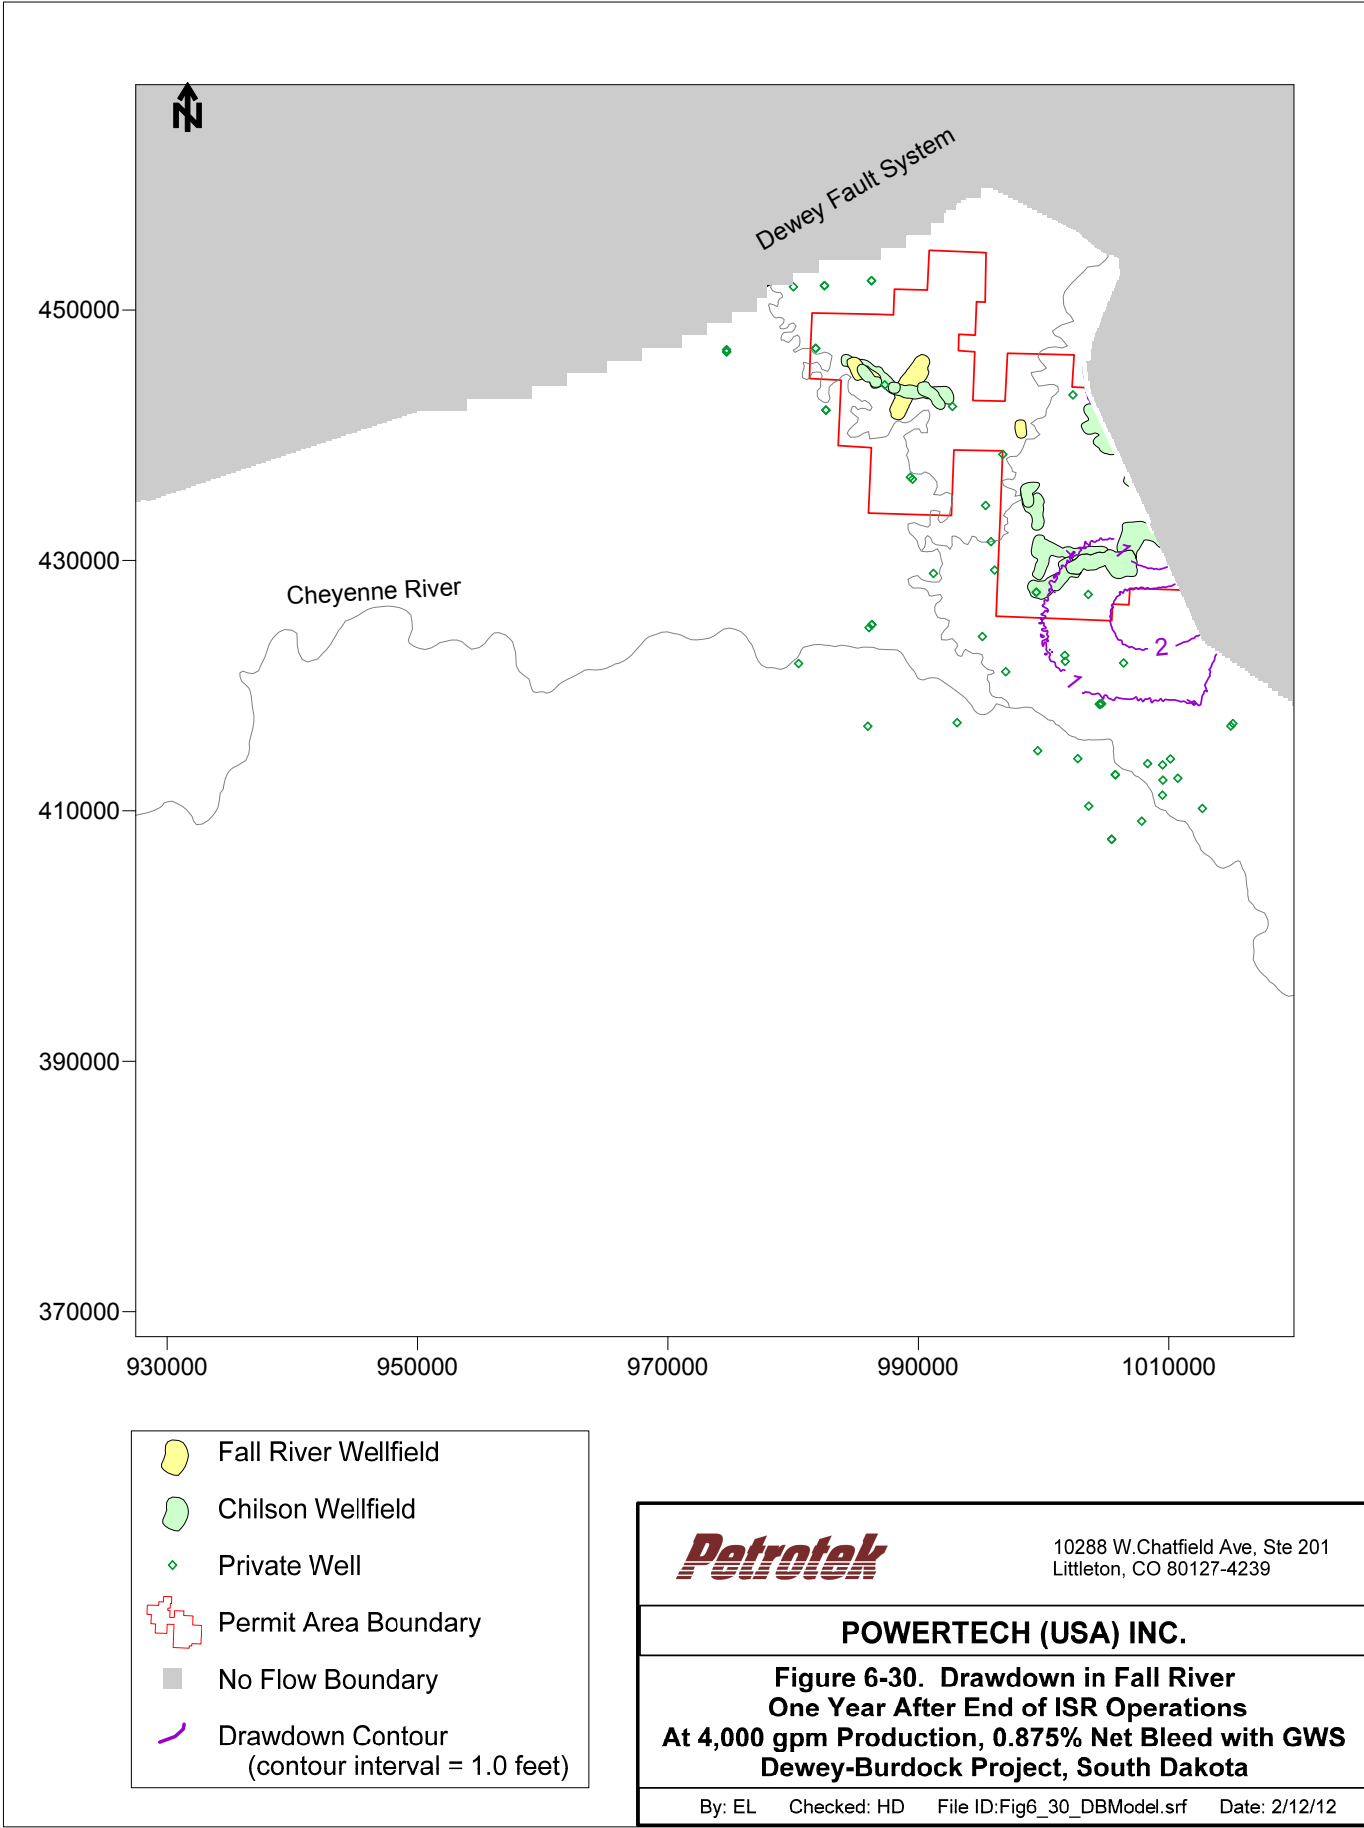 N
Dewey Fault System
450000
430000
Cheyenne River
1
2
1
410000
390000
370000
930000 950000 970000 990000 1010000
Fall River Wellfield
Chilson Wellfield
Private Well
Permit Area Boundary
No Flow Boundary
Drawdown Contour
(contour interval = 1.0 feet)
Petrotek
10288 W.Chatfield Ave, Ste 201
Littleton, CO 80127-4239
POWERTECH (USA) INC.
Figure 6-30. Drawdown in Fall River
One Year After End of ISR Operations
At 4,000 gpm Production, 0.875% Net Bleed with GWS
Dewey-Burdock Project, South Dakota
By: EL Checked: HD File ID:Fig6_30_DBModel.srf Date: 2/12/12